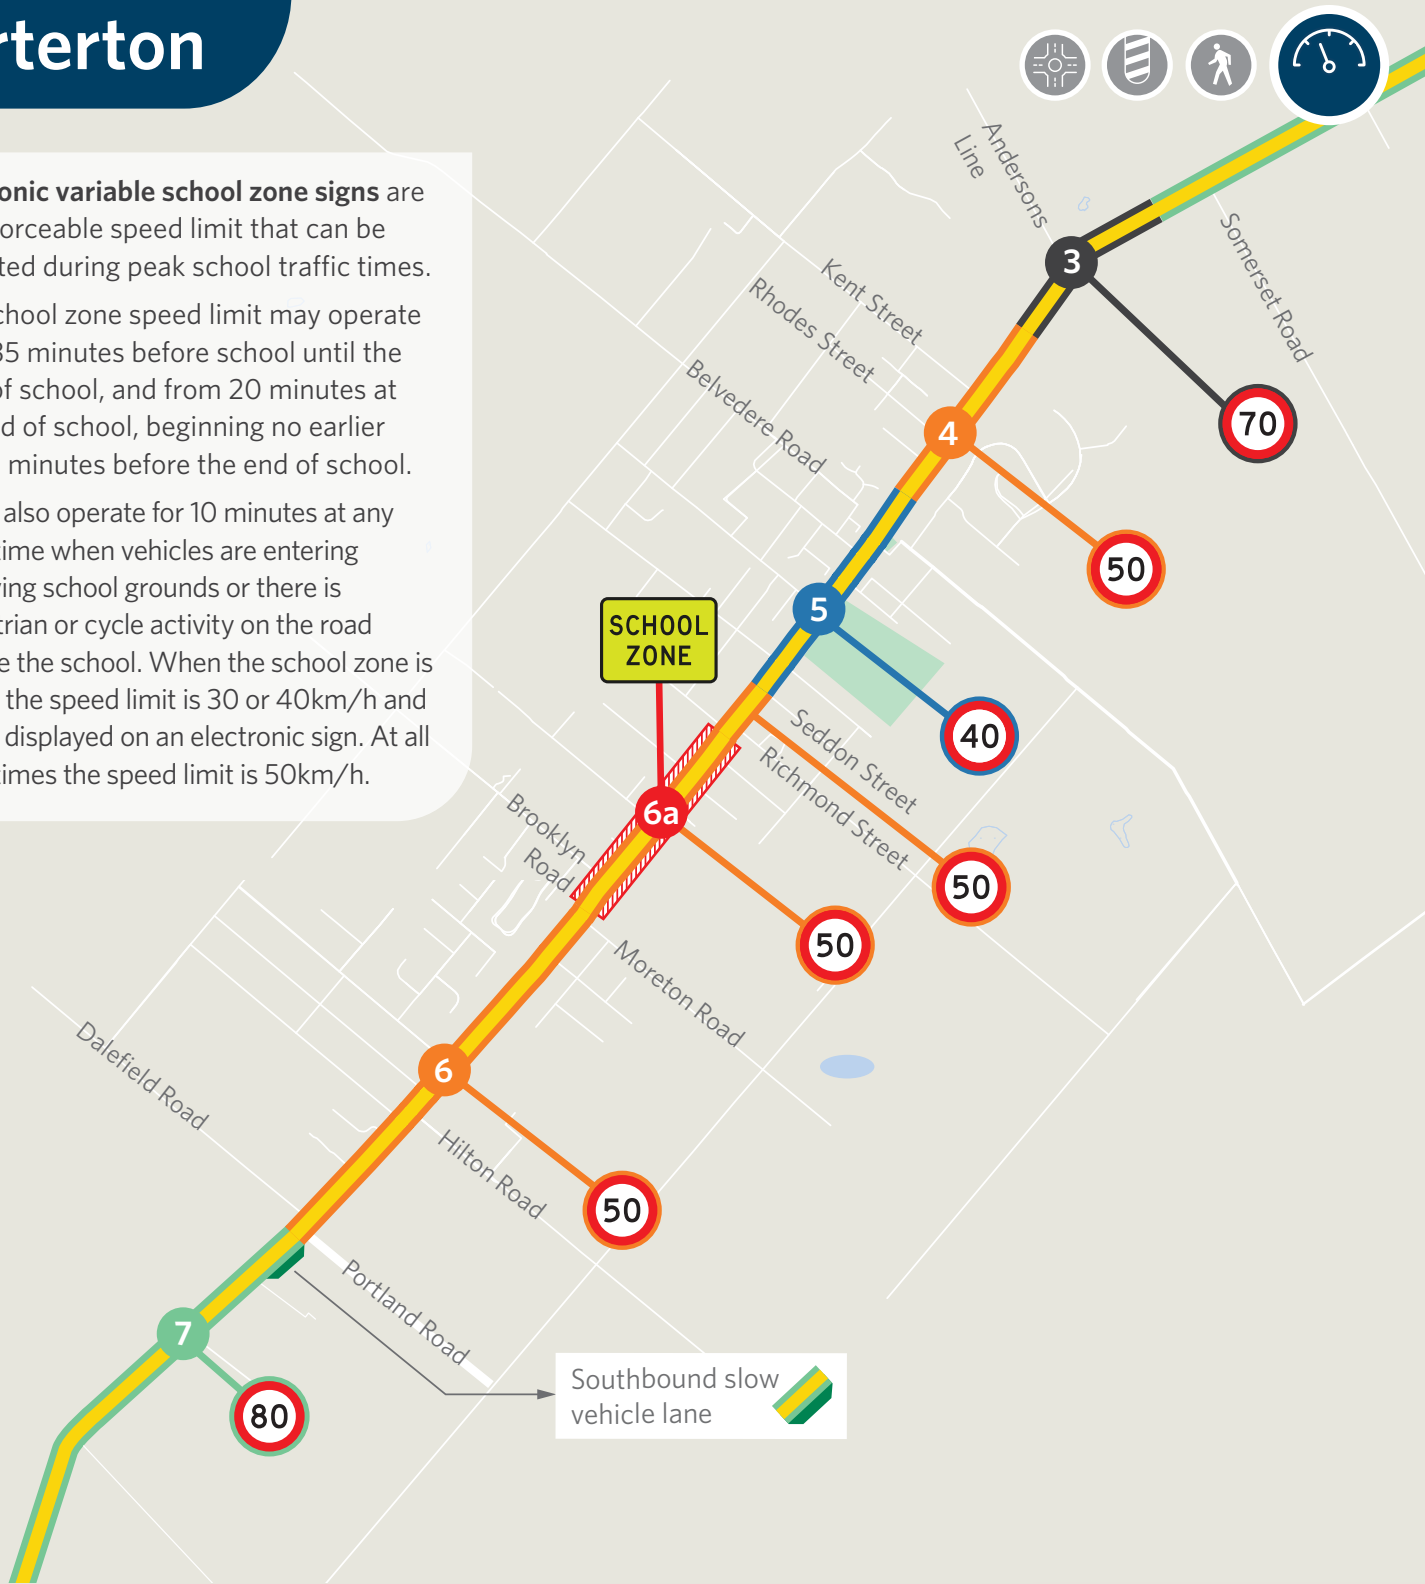 rterton
onic variable school zone signs are
orceable speed limit that can be
ted during peak school traffic times.
chool zone speed limit may operate
35 minutes before school until the
of school, and from 20 minutes at
d of school, beginning no earlier
minutes before the end of school.
also operate for 10 minutes at any
time when vehicles are entering
ving school grounds or there is
trian or cycle activity on the road
e the school. When the school zone is
the speed limit is 30 or 40km/h and
displayed on an electronic sign. At all
times the speed limit is 50km/h.
Andersons
Line
Somerset Road
3
70
Kent Street
Rhodes Street
Belvedere Road
4
50
5
40
SCHOOL
ZONE
Seddon Street
Richmond Street
50
6a
50
Brooklyn
Road
Moreton Road
6
50
Dalefield Road
Hilton Road
Portland Road
7
80
Southbound slow
vehicle lane